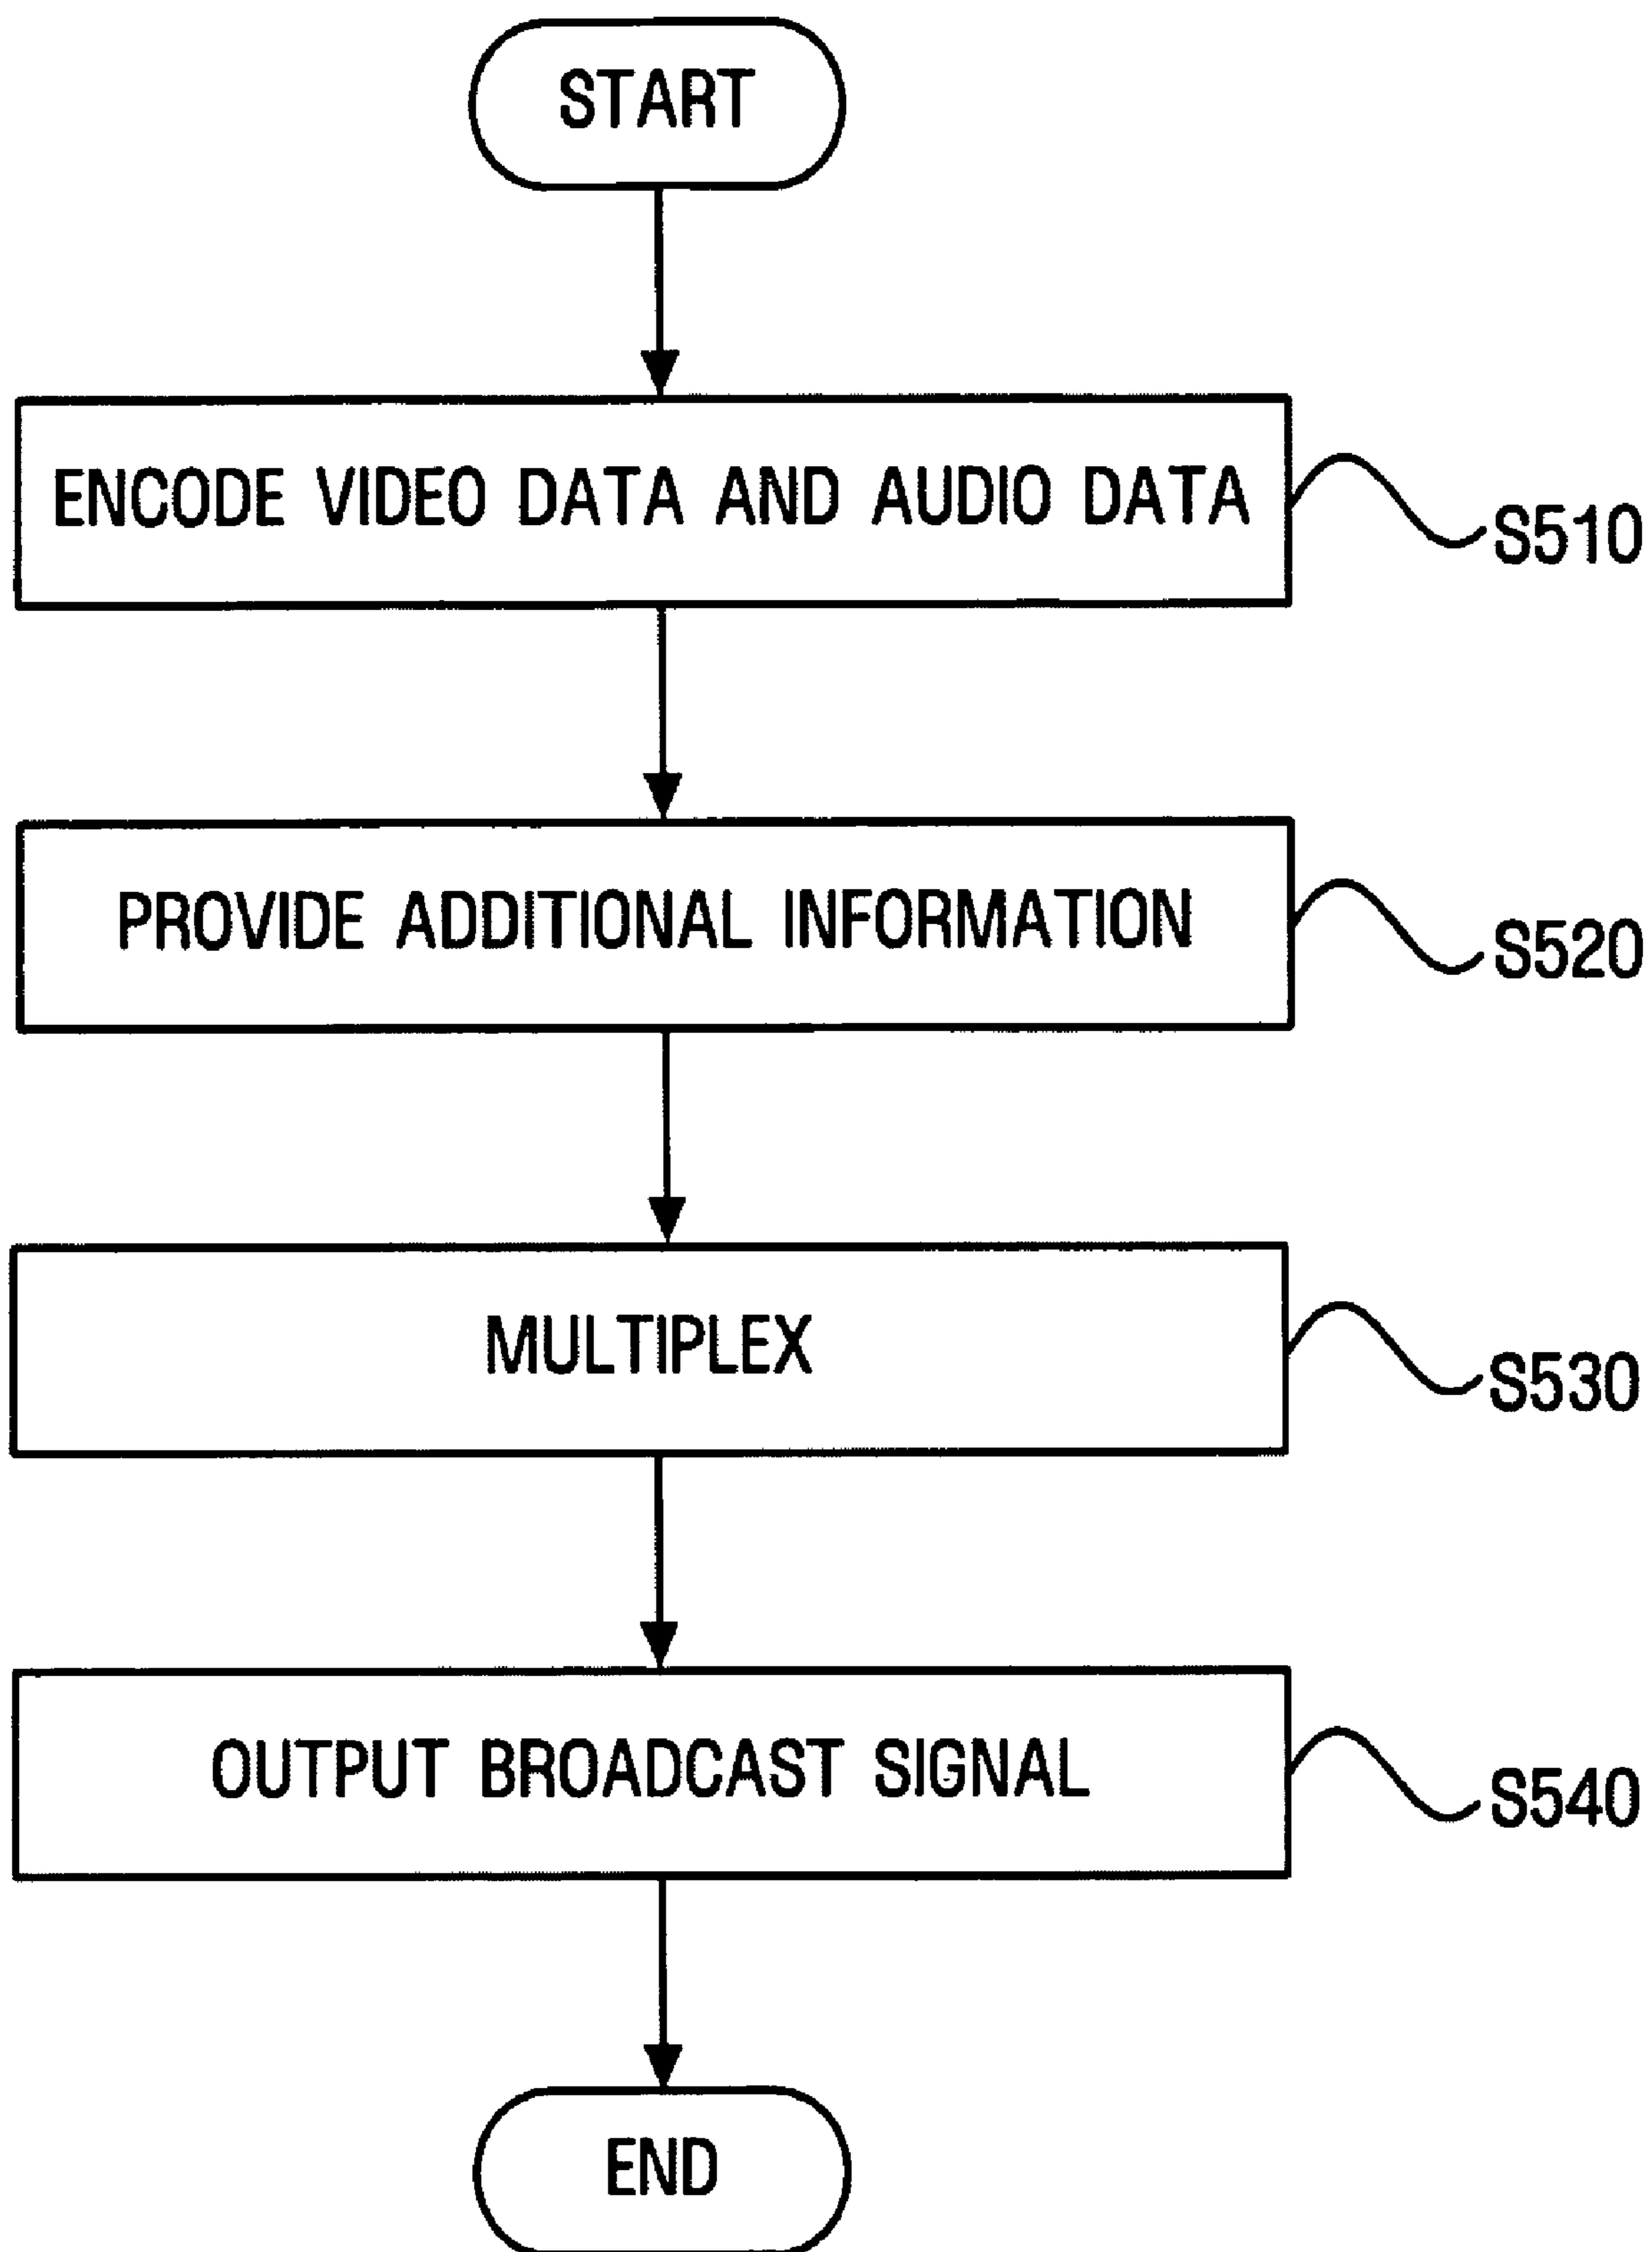 START
ENCODE VIDEO DATA AND AUDIO DATA
S510
PROVIDE ADDITIONAL INFORMATION
S520
MULTIPLEX
S530
OUTPUT BROADCAST SIGNAL
S540
END